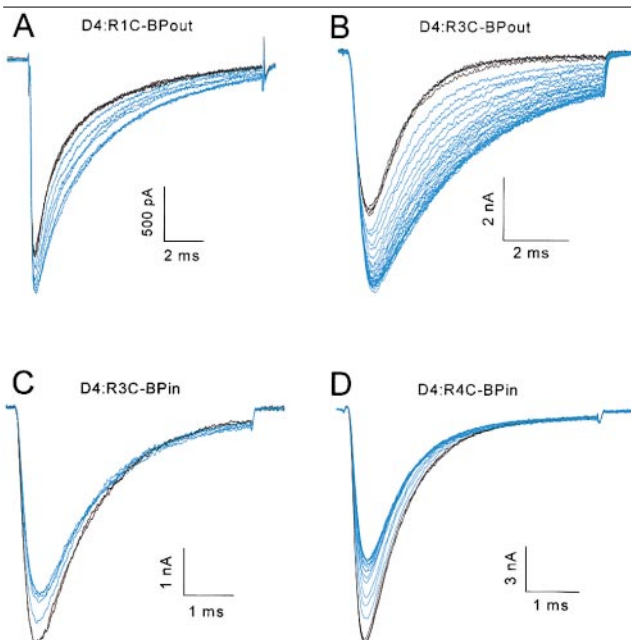 A
D4:R1C-BPout
500 pA
2 ms
B
D4:R3C-BPout
2 nA
2 ms
C
D4:R3C-BPin
1 nA
1 ms
D
D4:R4C-BPin
3 nA
1 ms